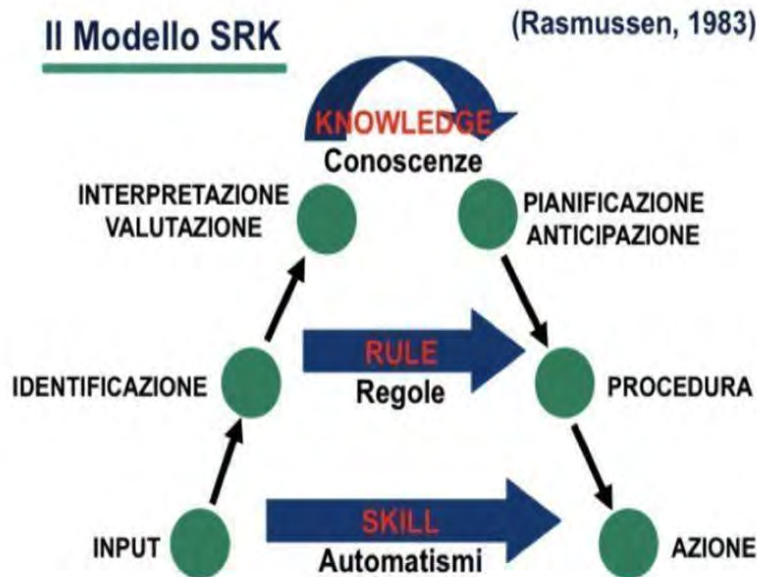 Il Modello SRK
(Rasmussen, 1983)
KNOWLEDGE
Conoscenze
INTERPRETAZIONE
VALUTAZIONE
PIANIFICAZIONE
ANTICIPAZIONE
IDENTIFICAZIONE
RULE
Regole
PROCEDURA
INPUT
SKILL
Automatismi
AZIONE